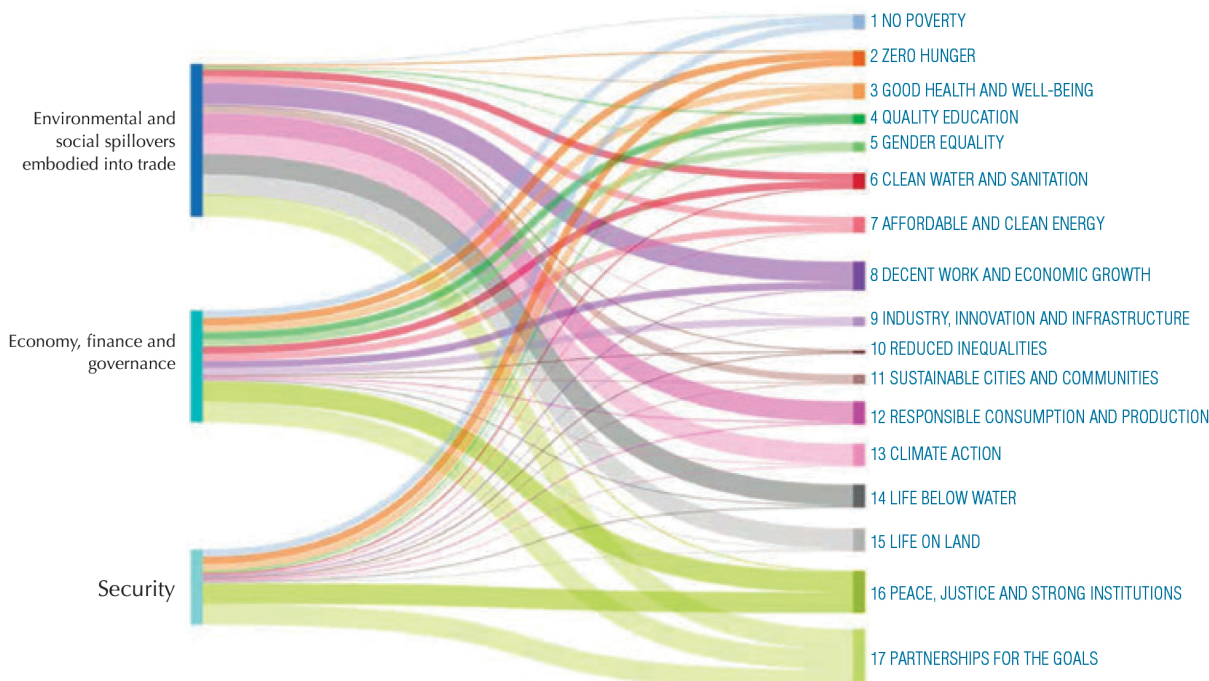 Environmental and
social spillovers
embodied into trade
Economy, finance and
governance
Security
1 NO POVERTY
2 ZERO HUNGER
3 GOOD HEALTH AND WELL-BEING
4 QUALITY EDUCATION
5 GENDER EQUALITY
6 CLEAN WATER AND SANITATION
7 AFFORDABLE AND CLEAN ENERGY
8 DECENT WORK AND ECONOMIC GROWTH
9 INDUSTRY, INNOVATION AND INFRASTRUCTURE
10 REDUCED INEQUALITIES
11 SUSTAINABLE CITIES AND COMMUNITIES
12 RESPONSIBLE CONSUMPTION AND PRODUCTION
13 CLIMATE ACTION
14 LIFE BELOW WATER
15 LIFE ON LAND
16 PEACE, JUSTICE AND STRONG INSTITUTIONS
17 PARTNERSHIPS FOR THE GOALS